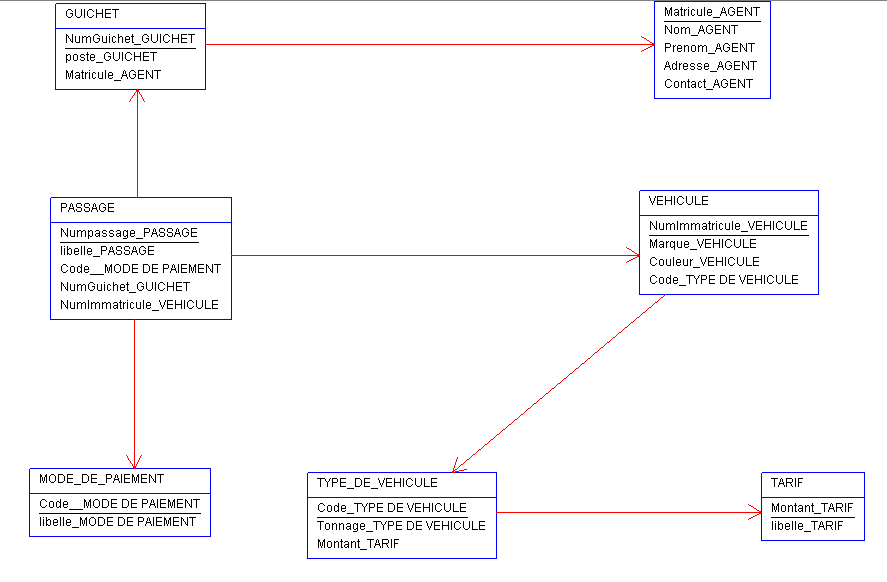 GUICHET
NumGuichet_GUICHET
poste_GUICHET
Matricule_AGENT
Matricule_AGENT
Nom_AGENT
Prenom_AGENT
Adresse_AGENT
Contact_AGENT
PASSAGE
Numpassage_PASSAGE
libelle_PASSAGE
Code__MODE DE PAIEMENT
NumGuichet_GUICHET
NumImmatricule_VEHICULE
VEHICULE
NumImmatricule_VEHICULE
Marque_VEHICULE
Couleur_VEHICULE
Code_TYPE DE VEHICULE
MODE_DE_PAIEMENT
Code__MODE DE PAIEMENT
libelle_MODE DE PAIEMENT
TYPE_DE_VEHICULE
Code_TYPE DE VEHICULE
Tonnage_TYPE DE VEHICULE
Montant_TARIF
TARIF
Montant_TARIF
libelle_TARIF